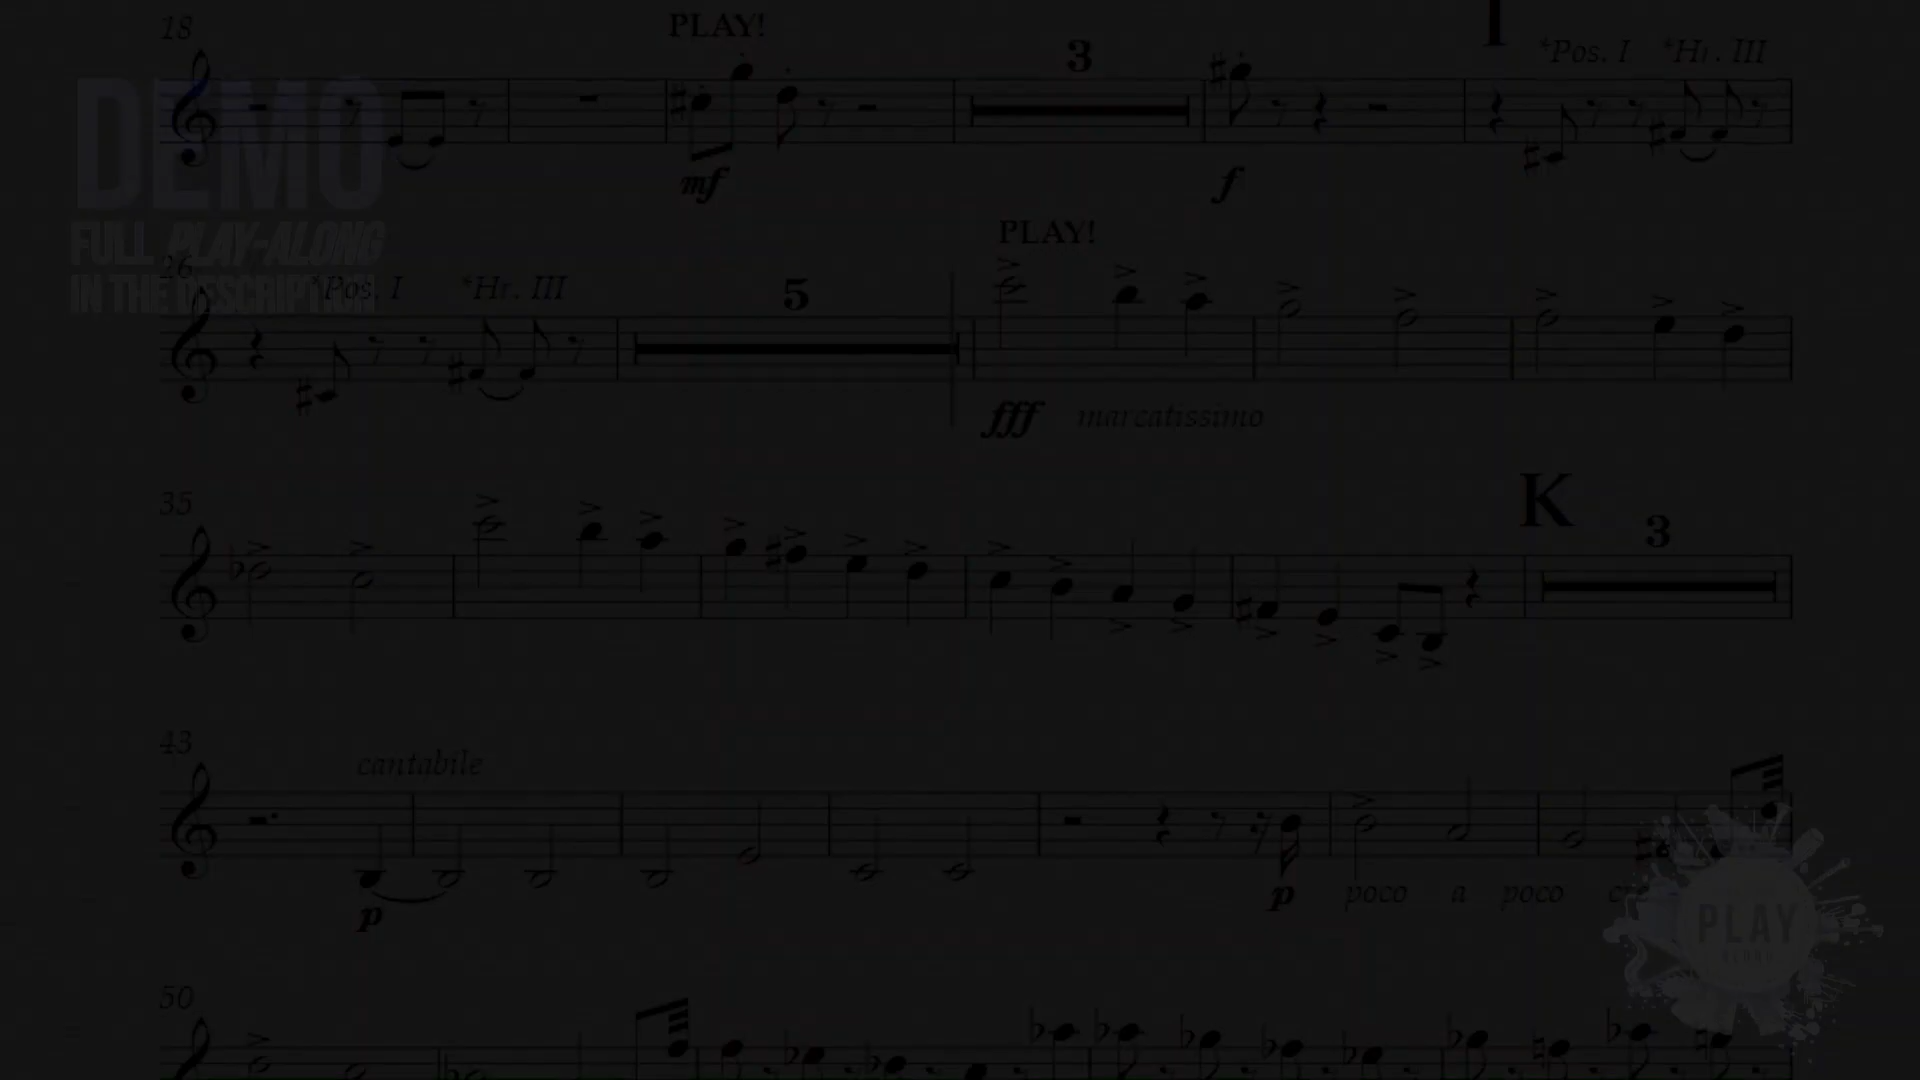 18
PLAY!
3
I
*Pos. I *Hr. III
DEMO
mf
f
FULL PLAY-ALONG
IN THE DESCRIPTION
PLAY!
26
*Pos. I *Hr. III
5
fff marcatissimo
35
K
3
43
cantabile
p
p poco a poco
PLAY
ALONG
50